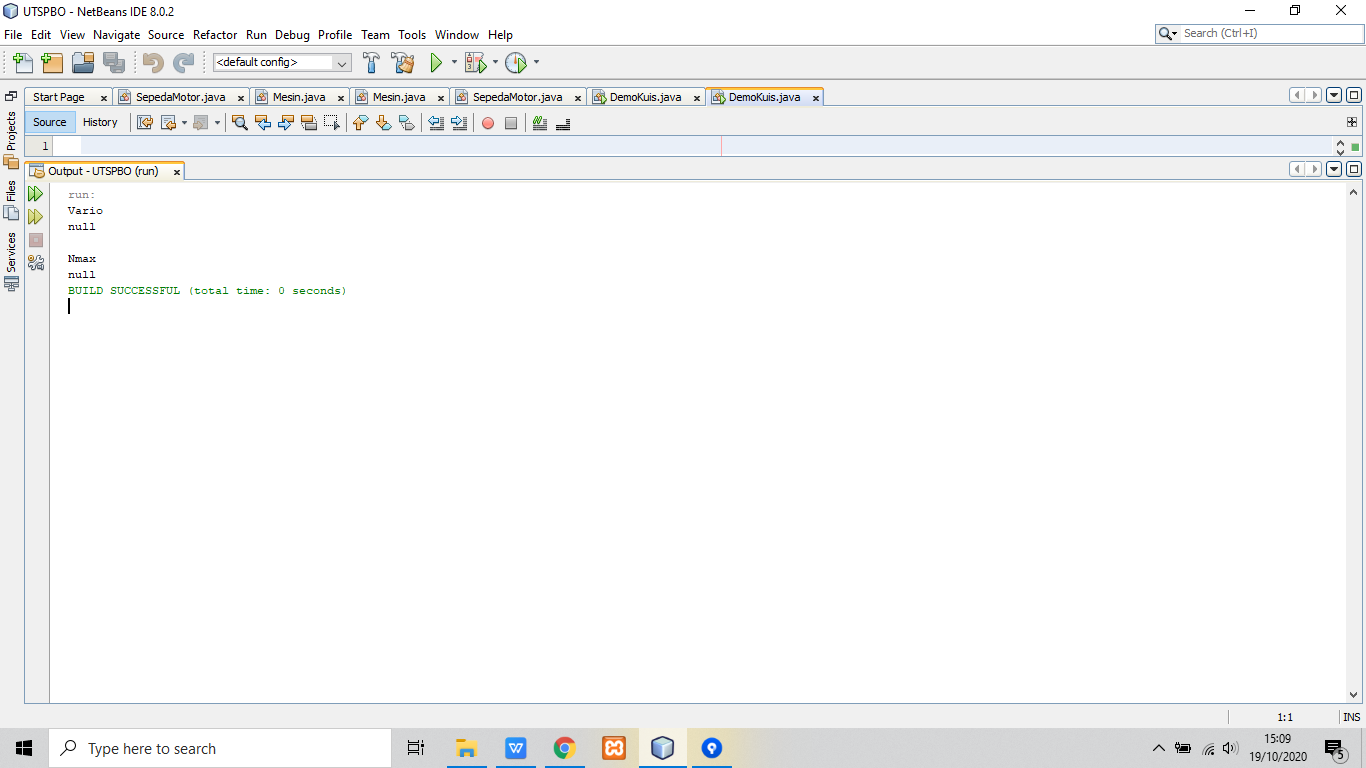 UTSPBO - NetBeans IDE 8.0.2
File Edit View Navigate Source Refactor Run Debug Profile Team Tools Window Help
Search (Ctrl+I)
<default config>
Start Page SepedaMotor.java Mesin.java Mesin.java SepedaMotor.java DemoKuis.java DemoKuis.java
Source History
1
Projects
Files
Services
Output - UTSPBO (run)
run:
Vario
null
Nmax
null
BUILD SUCCESSFUL (total time: 0 seconds)
1:1 INS
Type here to search
15:09
19/10/2020
5